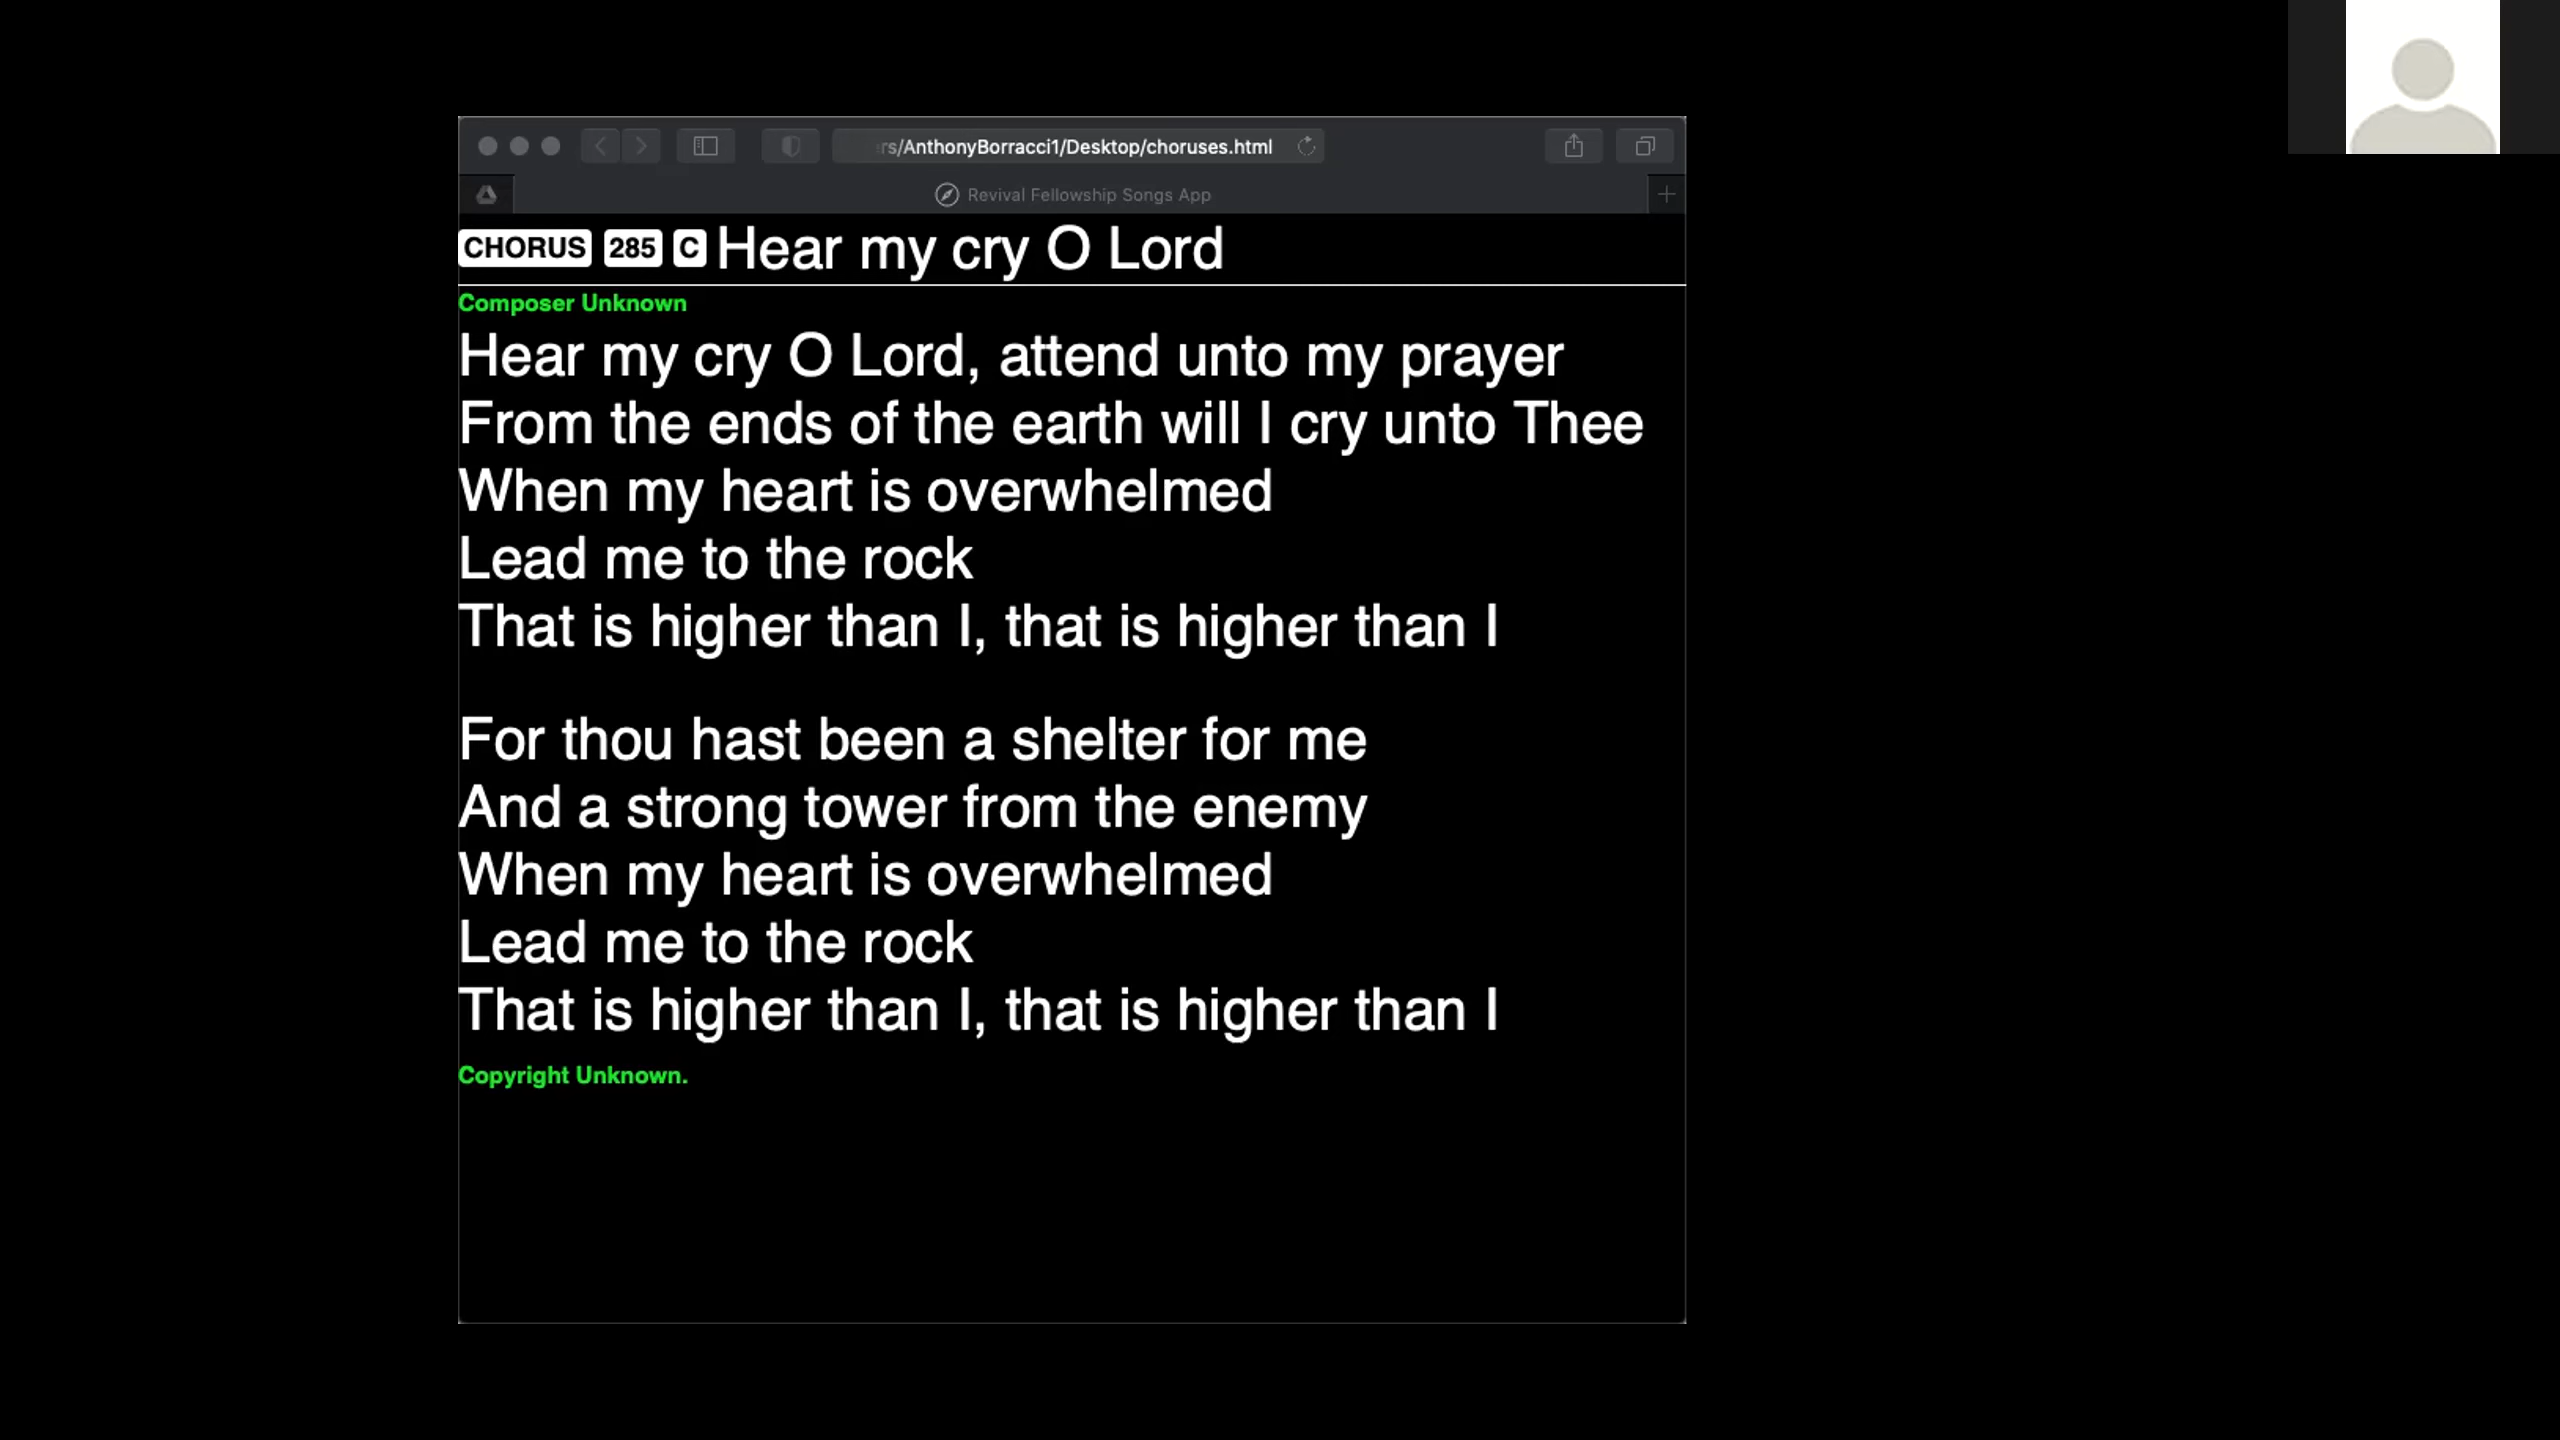 rs/AnthonyBorracci1/Desktop/choruses.html
Revival Fellowship Songs App
CHORUS 285 C Hear my cry O Lord
Composer Unknown
Hear my cry O Lord, attend unto my prayer
From the ends of the earth will I cry unto Thee
When my heart is overwhelmed
Lead me to the rock
That is higher than I, that is higher than I
For thou hast been a shelter for me
And a strong tower from the enemy
When my heart is overwhelmed
Lead me to the rock
That is higher than I, that is higher than I
Copyright Unknown.